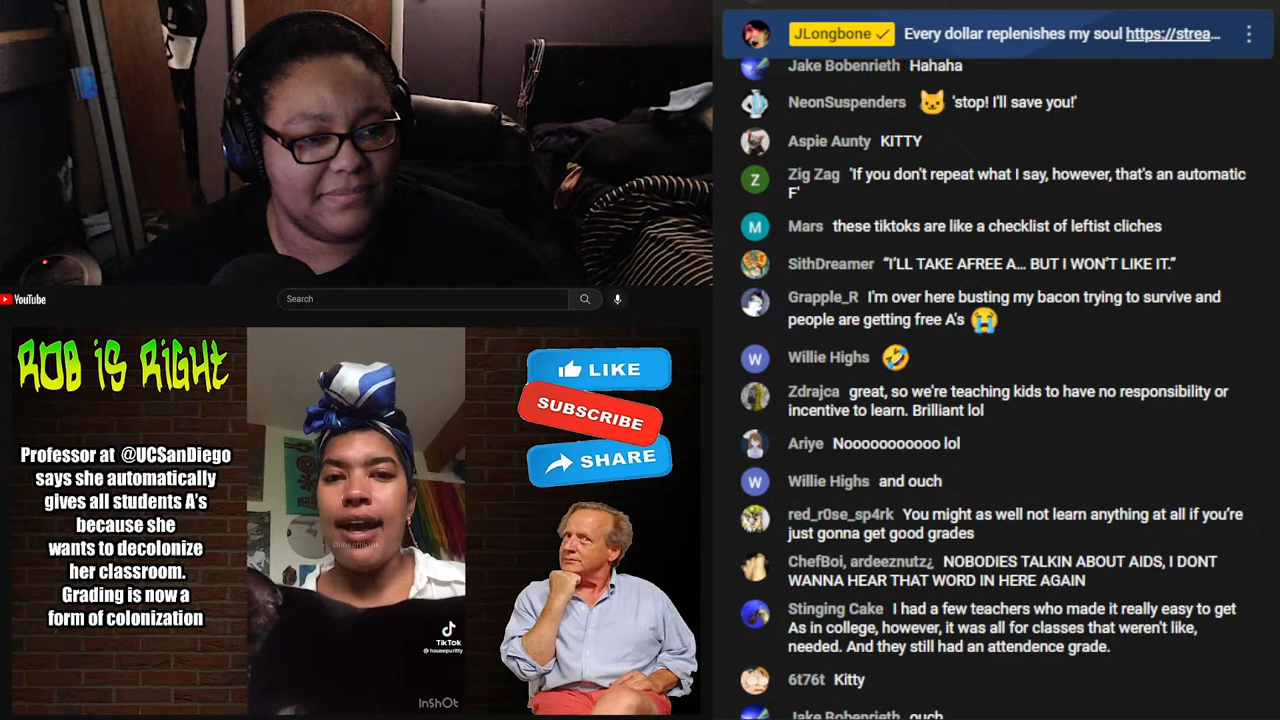 JLongbone Every dollar replenishes my soul https://strea...
Jake Bobenrieth Hahaha
NeonSuspenders 'stop! I'll save you!'
Aspie Aunty KITTY
Z Zig Zag 'If you don't repeat what I say, however, that's an automatic
F'
M Mars these tiktoks are like a checklist of leftist cliches
SithDreamer “I’LL TAKE AFREE A... BUT I WON’T LIKE IT.”
Grapple_R I'm over here busting my bacon trying to survive and
people are getting free A's
W Willie Highs
Zdrajca great, so we're teaching kids to have no responsibility or
incentive to learn. Brilliant lol
Ariye Nooooooooooo lol
W Willie Highs and ouch
red_r0se_sp4rk You might as well not learn anything at all if you’re
just gonna get good grades
ChefBoi, ardeeznutz¿ NOBODIES TALKIN ABOUT AIDS, I DONT
WANNA HEAR THAT WORD IN HERE AGAIN
Stinging Cake I had a few teachers who made it really easy to get
As in college, however, it was all for classes that weren't like,
needed. And they still had an attendence grade.
6t76t Kitty
Jake Bobenrieth ouch
YouTube
Search
ROB iS RiGHt
Professor at @UCSanDiego
says she automatically
gives all students A's
because she
wants to decolonize
her classroom.
Grading is now a
form of colonization
@libsoftiktok
TikTok
@housepuritty
InShOt
LIKE
SUBSCRIBE
SHARE